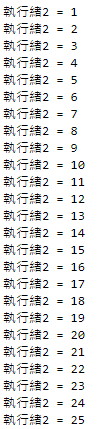 執行緒2 = 1
執行緒2 = 2
執行緒2 = 3
執行緒2 = 4
執行緒2 = 5
執行緒2 = 6
執行緒2 = 7
執行緒2 = 8
執行緒2 = 9
執行緒2 = 10
執行緒2 = 11
執行緒2 = 12
執行緒2 = 13
執行緒2 = 14
執行緒2 = 15
執行緒2 = 16
執行緒2 = 17
執行緒2 = 18
執行緒2 = 19
執行緒2 = 20
執行緒2 = 21
執行緒2 = 22
執行緒2 = 23
執行緒2 = 24
執行緒2 = 25